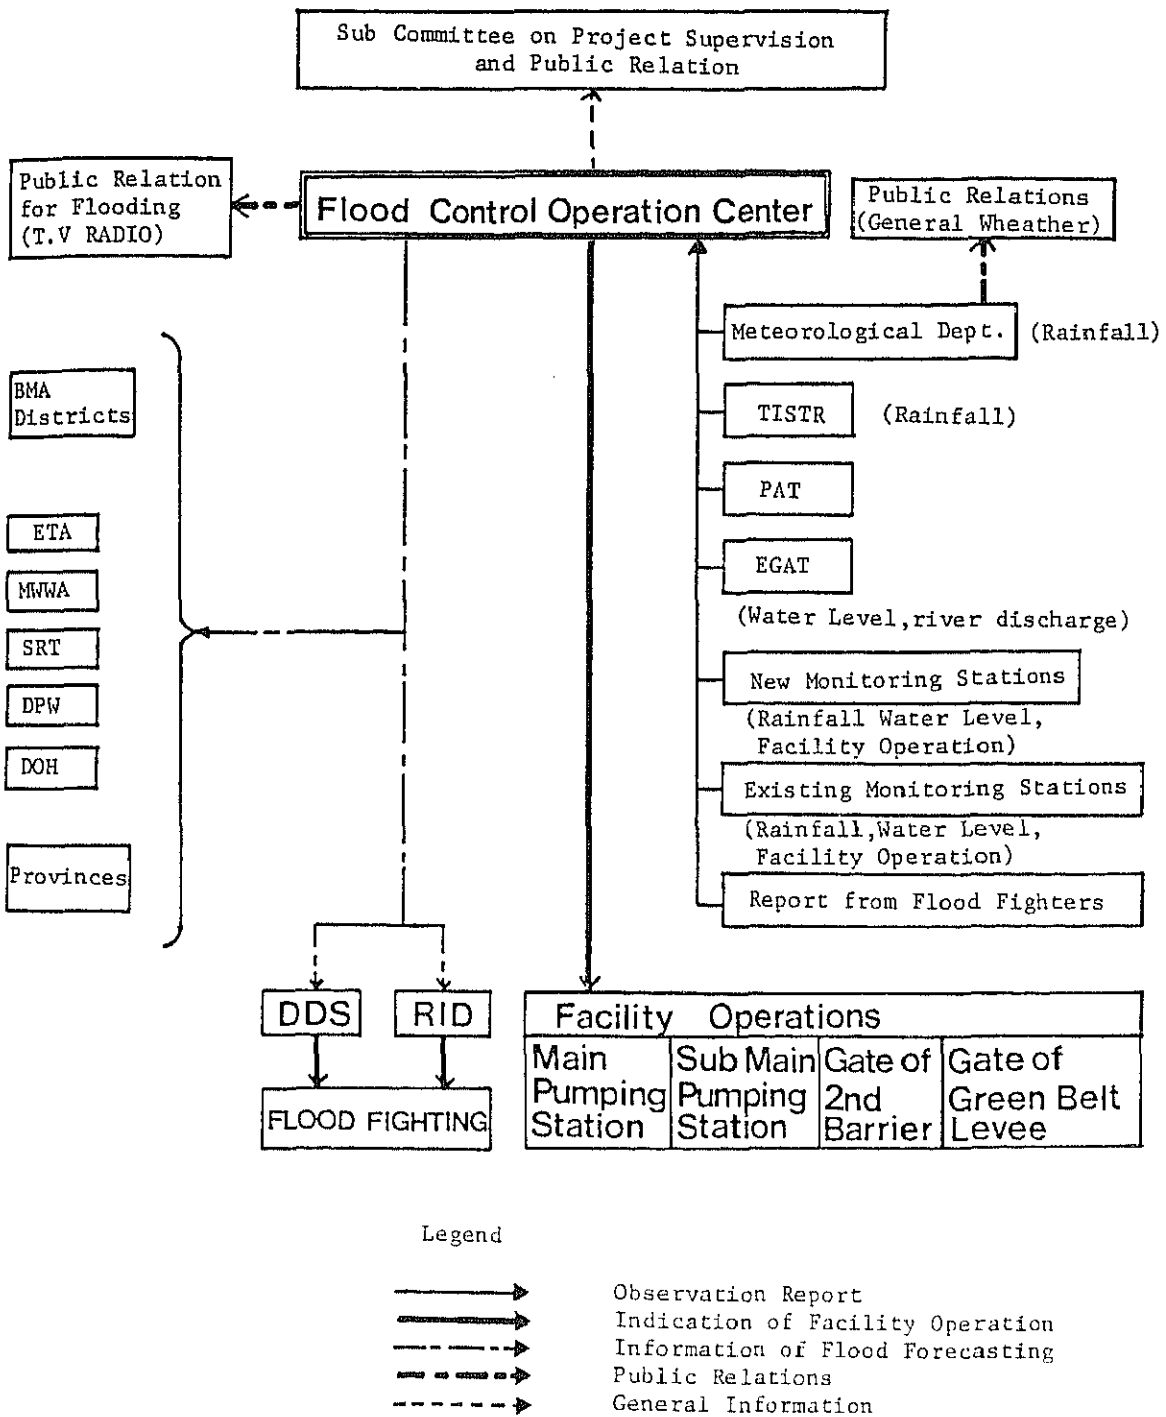 Sub Committee on Project Supervision
and Public Relation
Public Relation
for Flooding
(T.V RADIO)
Flood Control Operation Center
Public Relations
(General Wheather)
Meteorological Dept. (Rainfall)
TISTR (Rainfall)
PAT
EGAT
(Water Level,river discharge)
New Monitoring Stations
(Rainfall Water Level,
Facility Operation)
Existing Monitoring Stations
(Rainfall,Water Level,
Facility Operation)
Report from Flood Fighters
BMA
Districts
ETA
MWWA
SRT
DPW
DOH
Provinces
DDS
RID
FLOOD FIGHTING
Facility Operations
Main
Pumping
Station
Sub Main
Pumping
Station
Gate of
2nd
Barrier
Gate of
Green Belt
Levee
Legend
Observation Report
Indication of Facility Operation
Information of Flood Forecasting
Public Relations
General Information